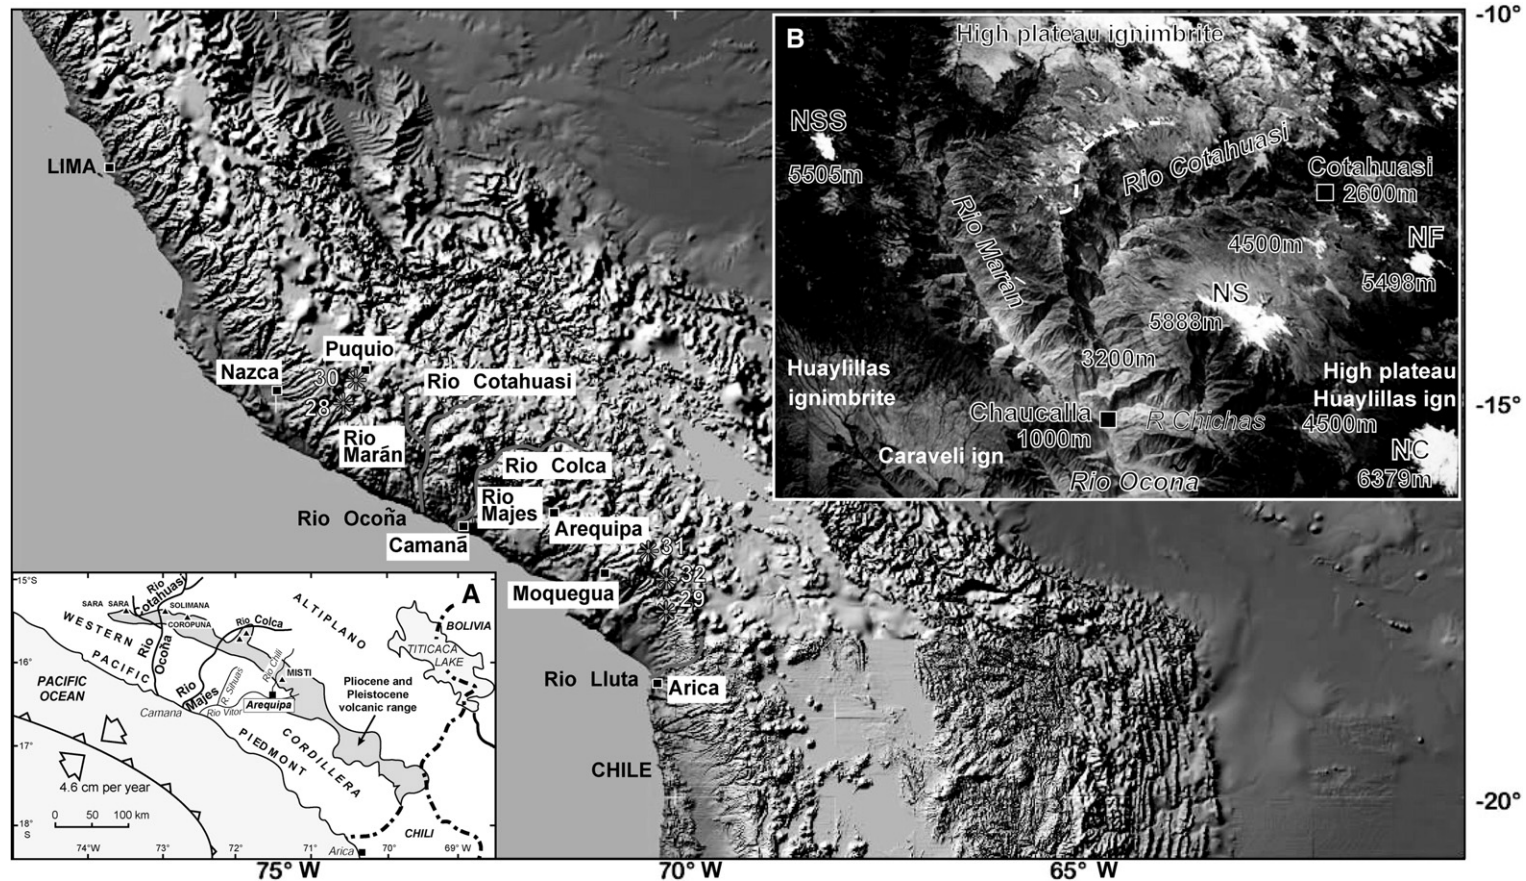 -10°
-15°
-20°
75° W
70° W
65° W
LIMA
Nazca
Puquio
30
28
Rio Cotahuasi
Rio
Marán
Rio Colca
Rio
Majes
Rio Ocoña
Camaná
Arequipa
31
32
29
Moquegua
Rio Lluta
Arica
CHILE
B
High plateau ignimbrite
NSS
5505m
Rio Cotahuasi
Cotahuasi
2600m
Rio Marán
4500m
NF
5498m
NS
5888m
3200m
Huaylillas
ignimbrite
High plateau
Huaylillas ign
Chaucalla
1000m
R Chichas
4500m
Caraveli ign
NC
6379m
Rio Ocona
A
15°S
16°
17°
18°
S
74°W
73°
72°
71°
70°
69°W
Rio
Cotahuasi
SARA SARA
SOLIMANA
COROPUNA
Rio Colca
ALTIPLANO
BOLIVIA
TITICACA
LAKE
WESTERN
Rio
Ocoña
PACIFIC
PACIFIC
OCEAN
Rio
Majes
R. Sihuas
Rio Chili
MISTI
Arequipa
Pliocene and
Pleistocene
volcanic range
Camana
Rio Vitor
CORDILLERA
PIEDMONT
4.6 cm per year
0 50 100 km
CHILI
Arica